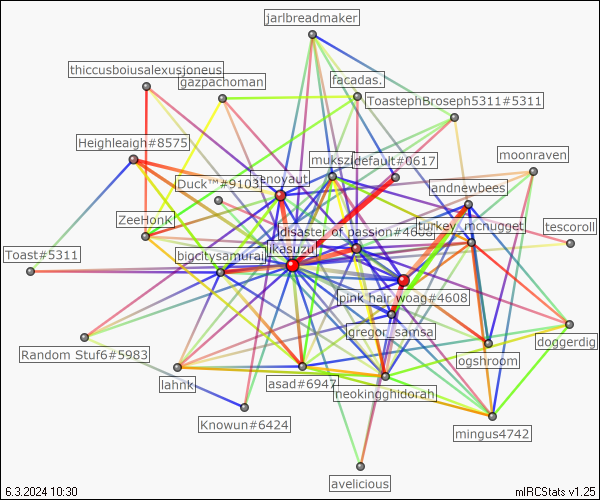 jarlbreadmaker
thiccusboiusalexusjoneus
gazpachoman
facadas.
ToastephBroseph5311#5311
Heighleaigh#8575
default#0617
moonraven
Duck™#9103
enoyaut
andrewbees
ZeeHonK
disaster of passion#4608
turkey_mcnugget
tescoroll
Toast#5311
bigcitysamurai
ikasuzu
pink hair woag#4608
gregor_samsa
doggerdig
Random Stuf6#5983
ogshroom
lahnk
asad#6947
neokingghidorah
Knowun#6424
mingus4742
avelicious
6.3.2024 10:30
mIRCStats v1.25